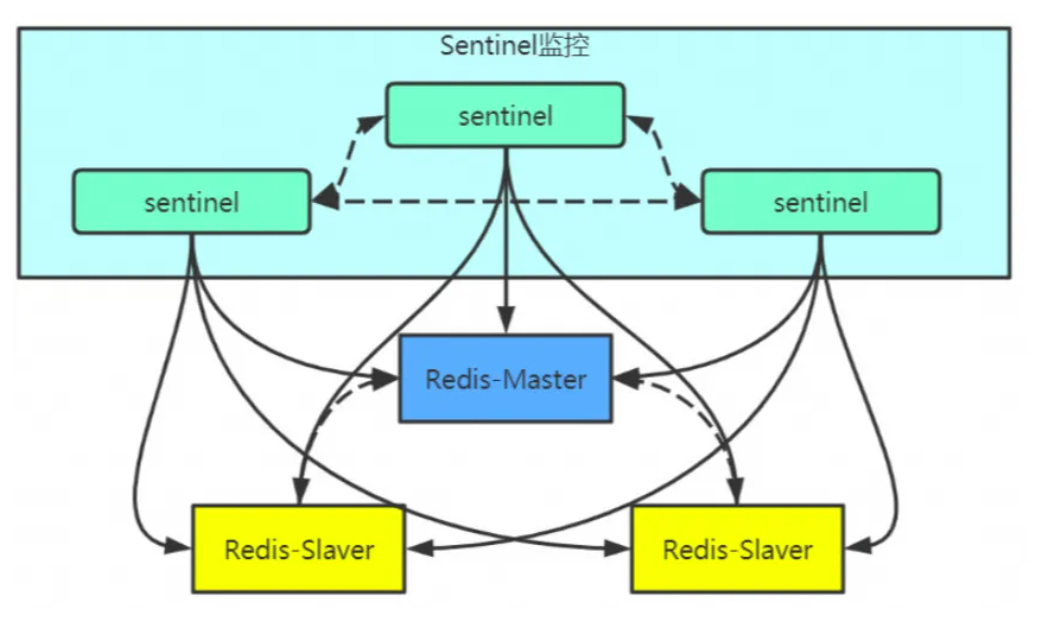 Sentinel监控
sentinel
sentinel
sentinel
Redis-Master
Redis-Slaver
Redis-Slaver